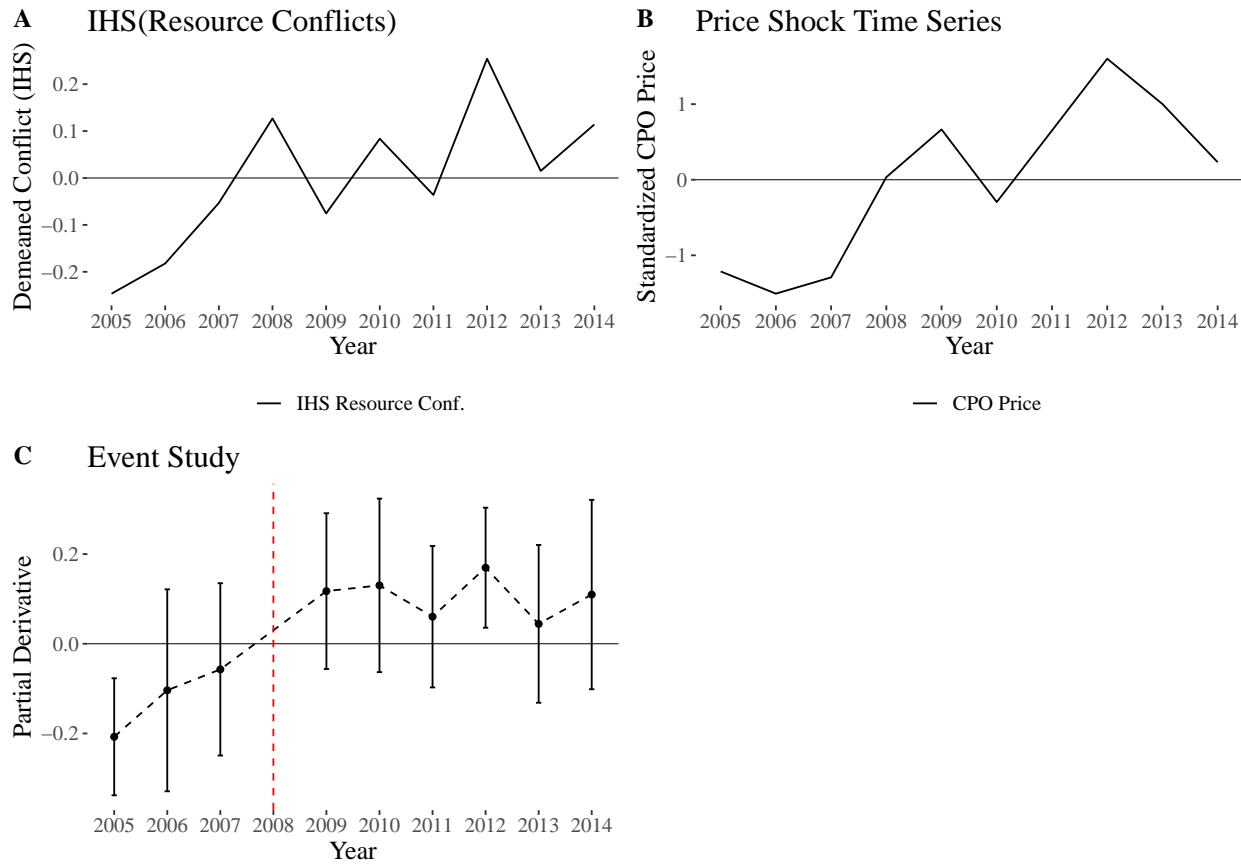 A IHS(Resource Conflicts)
Demeaned Conflict (IHS)
0.2
0.1
0.0
−0.1
−0.2
2005 2006 2007 2008 2009 2010 2011 2012 2013 2014
Year
IHS Resource Conf.
B Price Shock Time Series
Standardized CPO Price
1
0
−1
2005 2006 2007 2008 2009 2010 2011 2012 2013 2014
Year
CPO Price
C Event Study
Partial Derivative
0.2
0.0
−0.2
2005 2006 2007 2008 2009 2010 2011 2012 2013 2014
Year